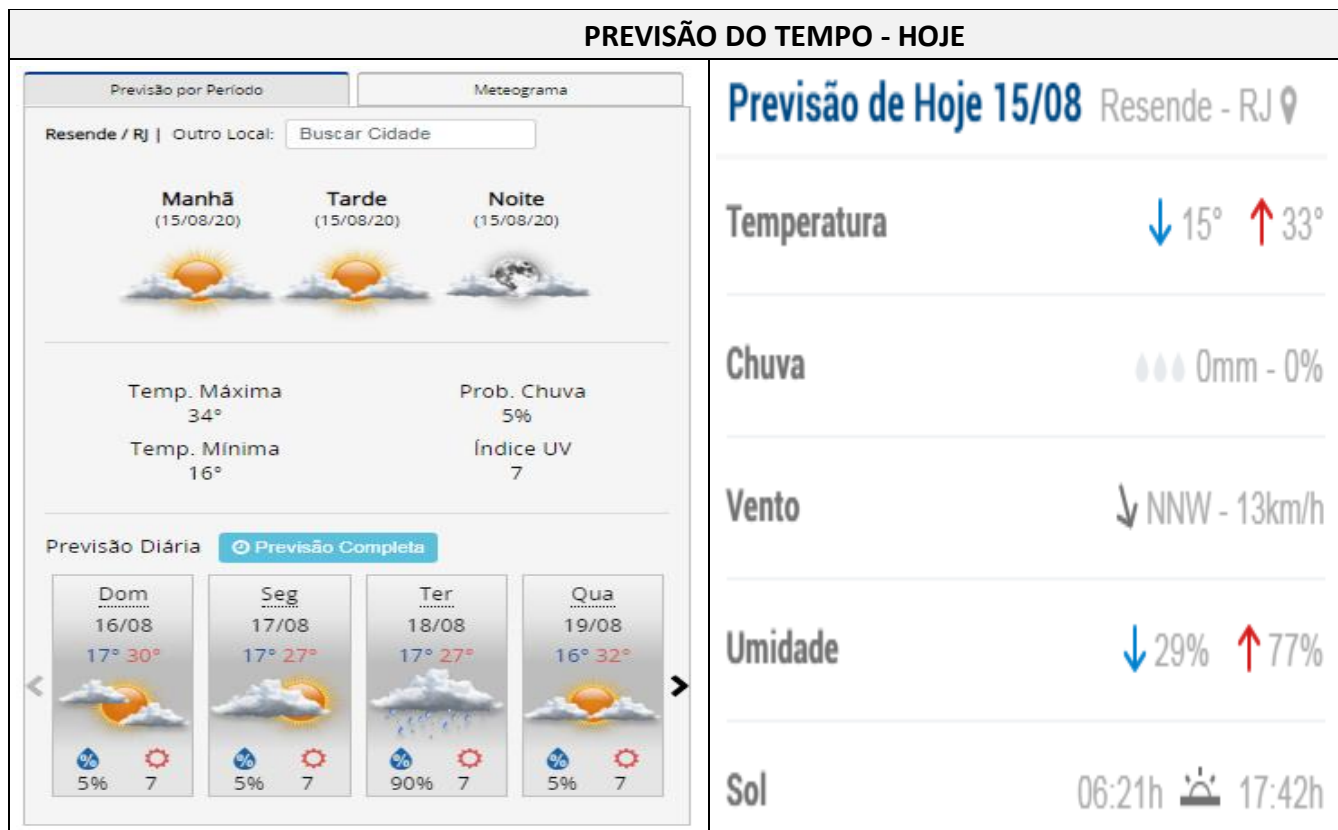 PREVISÃO DO TEMPO - HOJE
Previsão por Período
Meteograma
Resende / RJ | Outro Local: Buscar Cidade
Manhã Tarde Noite
(15/08/20) (15/08/20) (15/08/20)
Temp. Máxima Prob. Chuva
34° 5%
Temp. Mínima Índice UV
16° 7
Previsão Diária Previsão Completa
Dom Seg Ter Qua
16/08 17/08 18/08 19/08
17° 30° 17° 27° 17° 27° 16° 32°
% % % %
5% 7 5% 7 90% 7 5% 7
Previsão de Hoje 15/08 Resende - RJ
Temperatura 15° 33°
Chuva 0mm - 0%
Vento NNW - 13km/h
Umidade 29% 77%
Sol 06:21h 17:42h